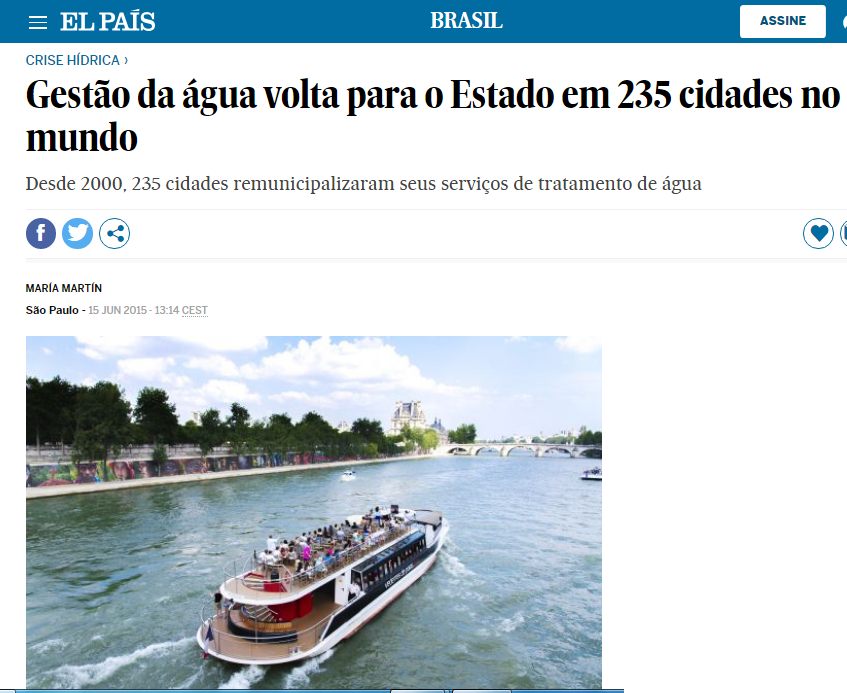 EL PAÍS
BRASIL
ASSINE
CRISE HÍDRICA ›
Gestão da água volta para o Estado em 235 cidades no
mundo
Desde 2000, 235 cidades remunicipalizaram seus serviços de tratamento de água
MARÍA MARTÍN
São Paulo - 15 JUN 2015 - 13:14 CEST